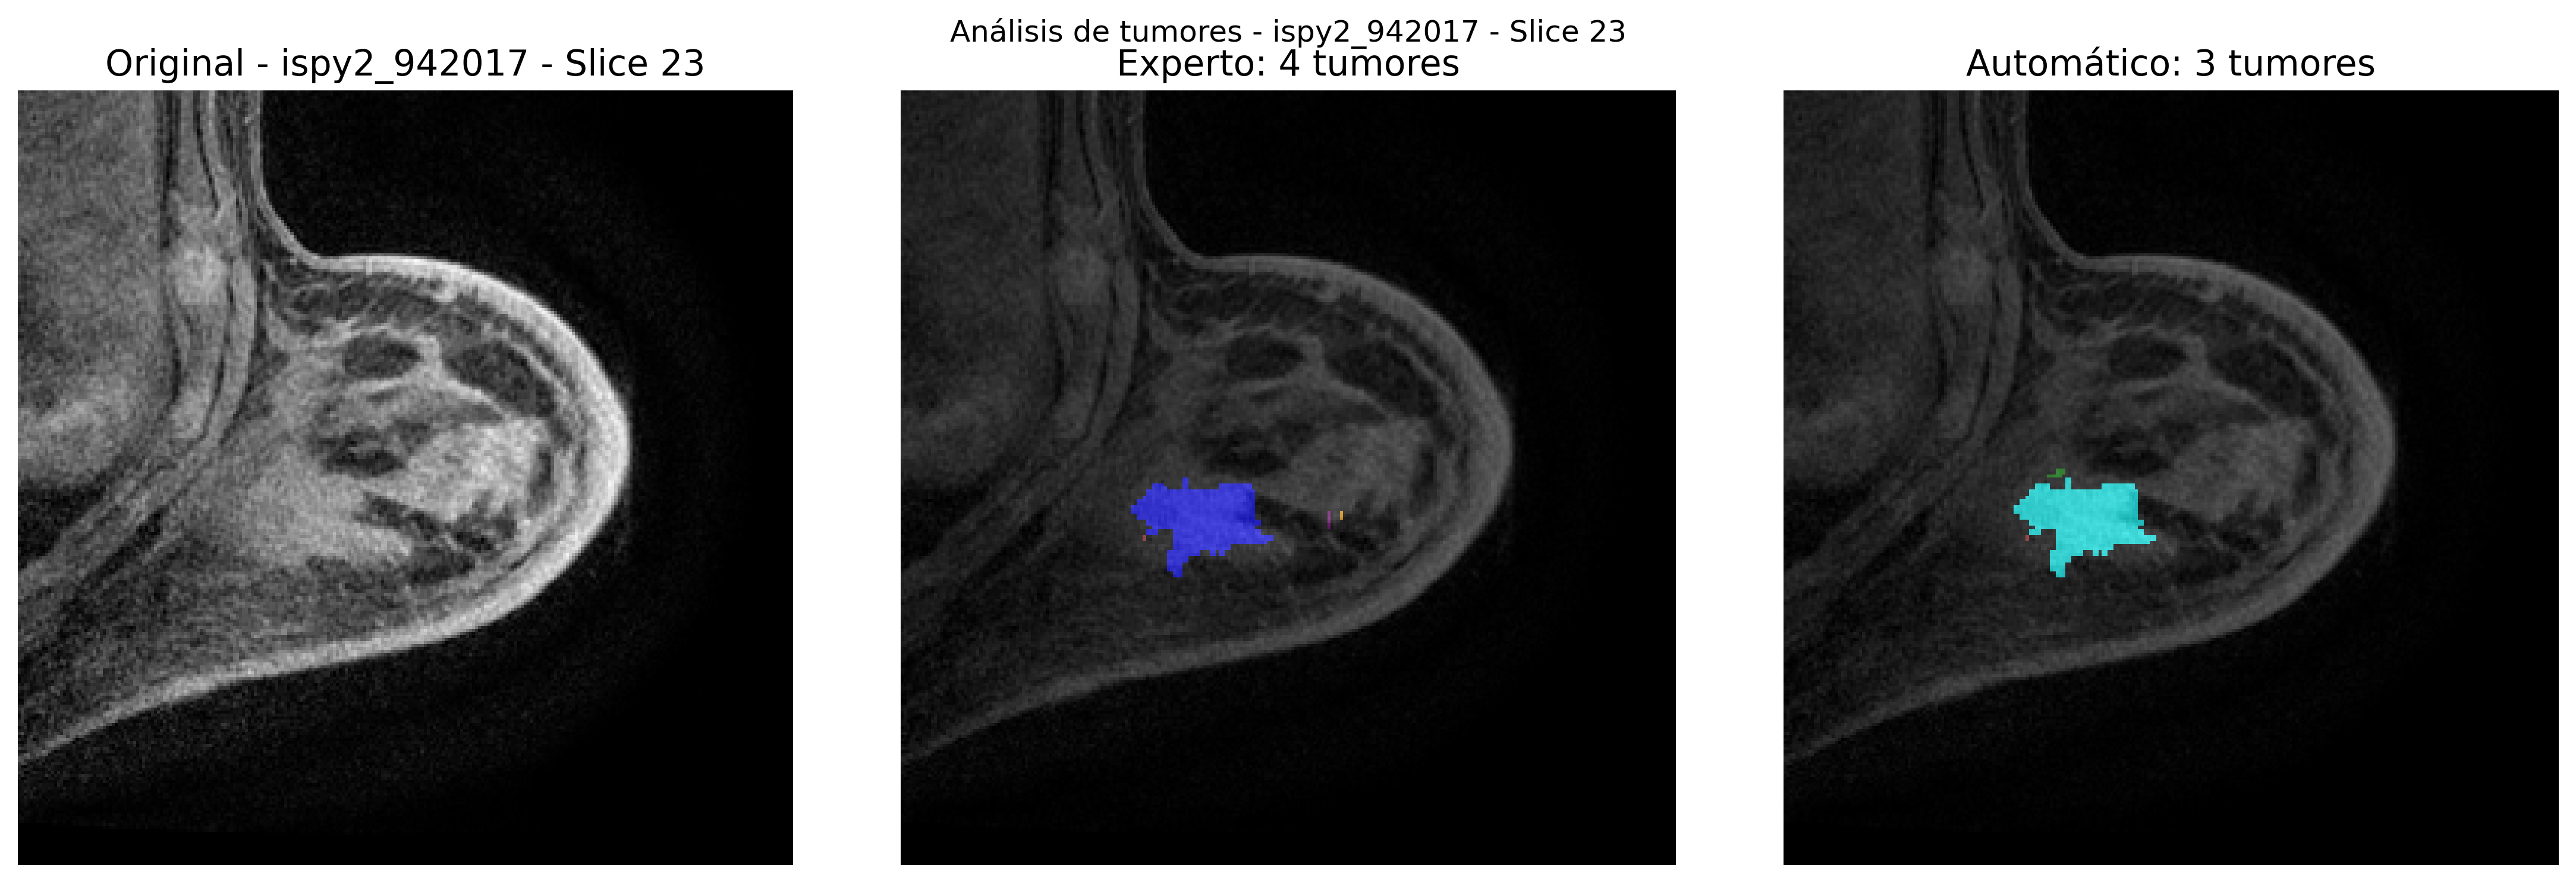 Análisis de tumores - ispy2_942017 - Slice 23
Original - ispy2_942017 - Slice 23
Experto: 4 tumores
Automático: 3 tumores